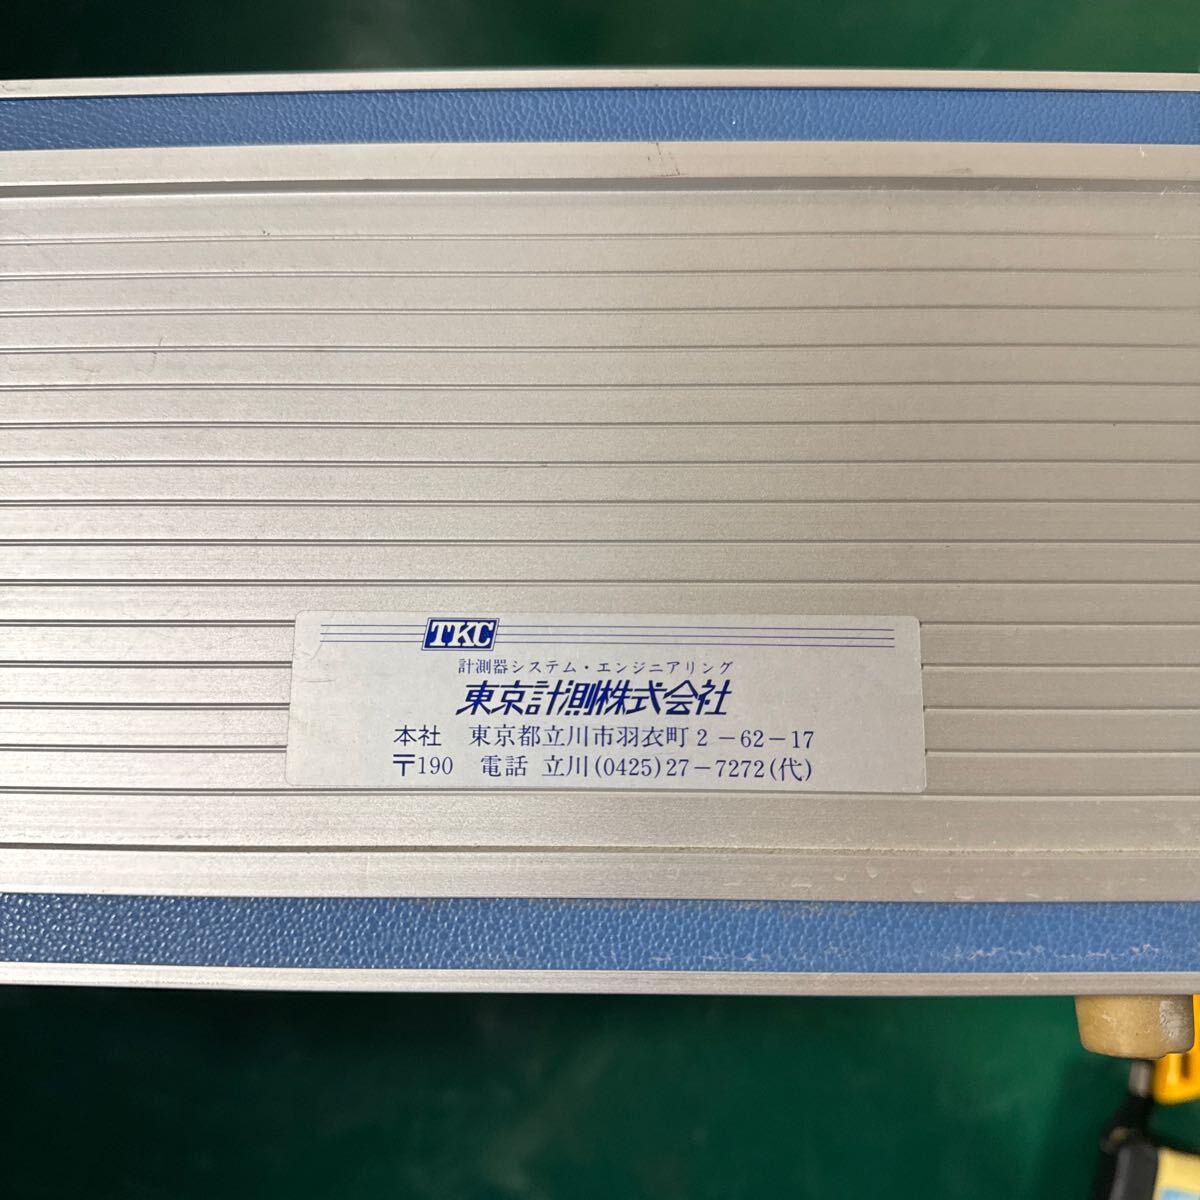 TKC
計測器システム・エンジニアリング
東京計測株式会社
本社 東京都立川市羽衣町2-62-17
〒190 電話 立川(0425)27-7272(代)